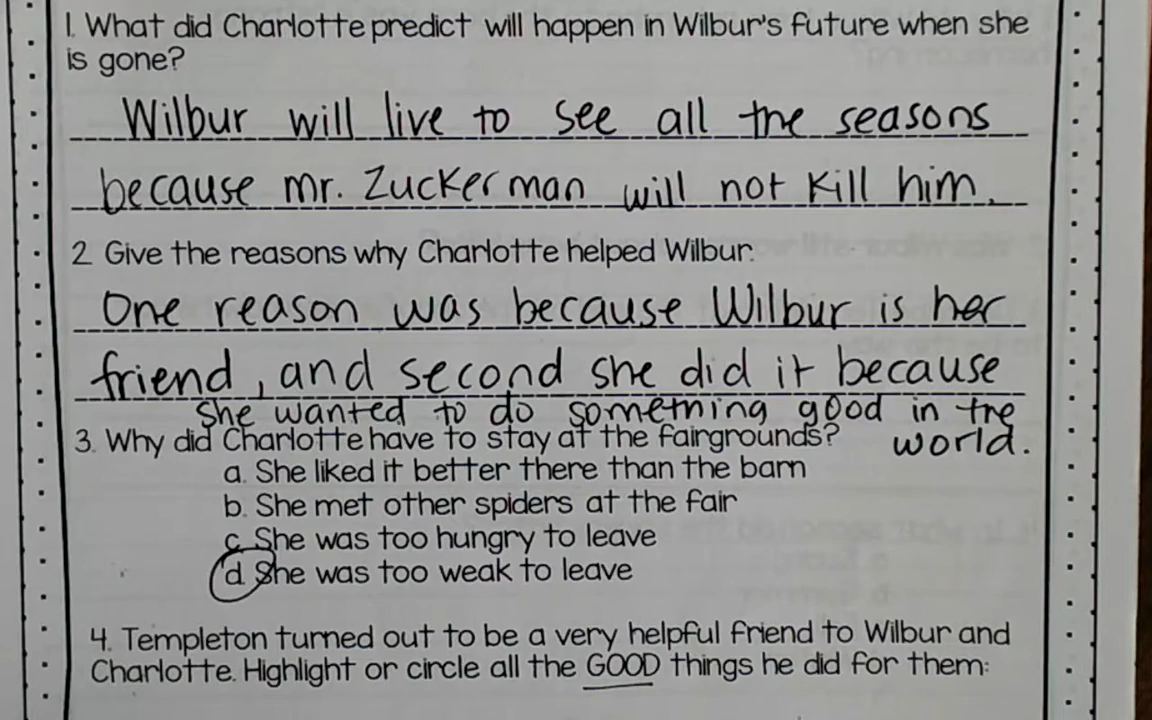 1. What did Charlotte predict will happen in Wilbur's future when she
is gone?
Wilbur will live to see all the seasons
because mr. Zuckerman will not kill him.
2 Give the reasons why Charlotte helped Wilbur:
One reason was because Wilbur is her
friend, and second she did it because
she wanted to do something good in the
world.
3. Why did Charlotte have to stay at the fairgrounds?
a. She liked it better there than the barn
b. She met other spiders at the fair
c. She was too hungry to leave
d. She was too weak to leave
4. Templeton turned out to be a very helpful friend to Wilbur and
Charlotte. Highlight or circle all the GOOD things he did for them: